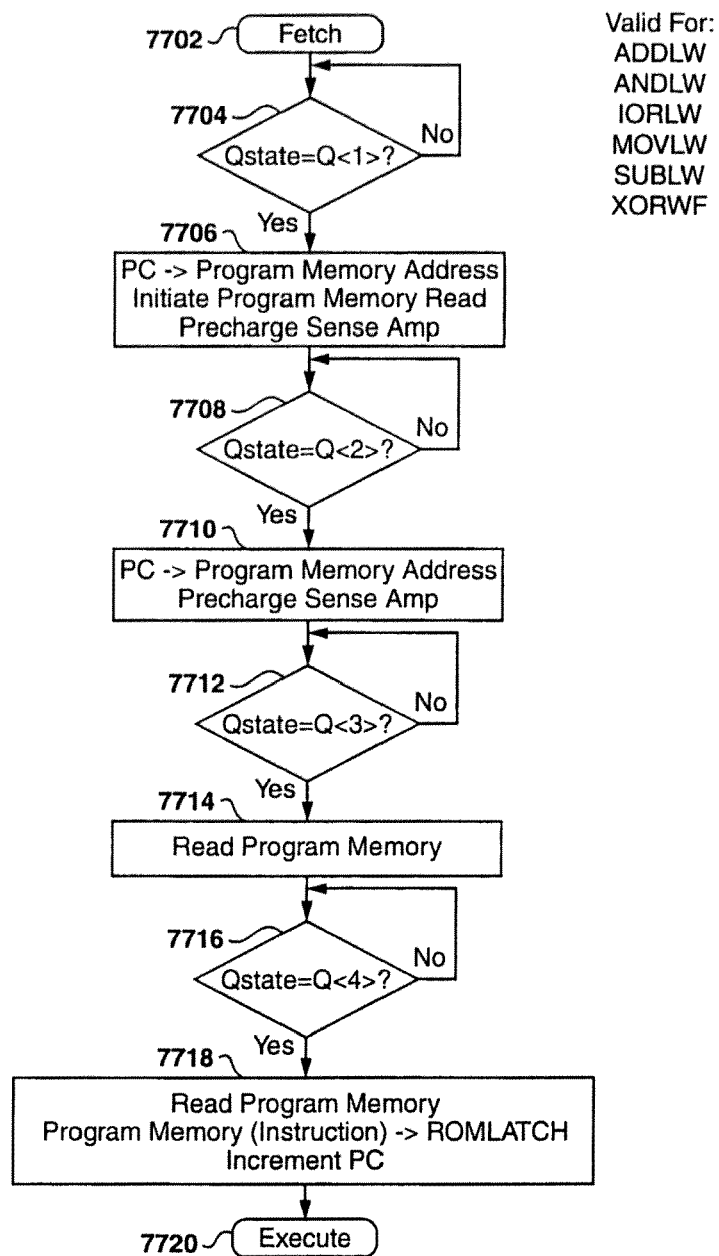 7702
Fetch
Valid For:
ADDLW
ANDLW
IORLW
MOVLW
SUBLW
XORWF
7704
Qstate=Q<1>?
No
Yes
7706
PC -> Program Memory Address
Initiate Program Memory Read
Precharge Sense Amp
7708
Qstate=Q<2>?
No
Yes
7710
PC -> Program Memory Address
Precharge Sense Amp
7712
Qstate=Q<3>?
No
Yes
7714
Read Program Memory
7716
Qstate=Q<4>?
No
Yes
7718
Read Program Memory
Program Memory (Instruction) -> ROMLATCH
Increment PC
7720
Execute